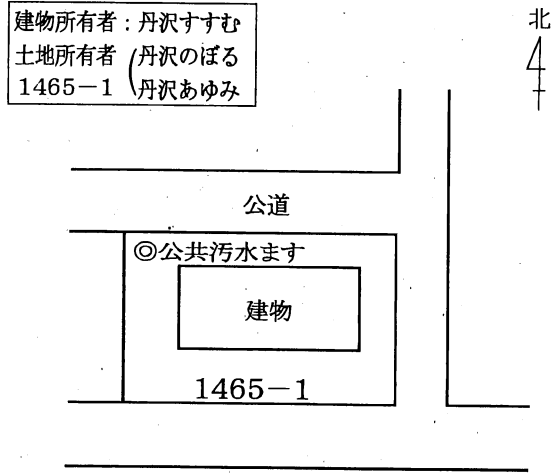 建物所有者：丹沢すすむ
土地所有者 (丹沢のぼる
1465－1 丹沢あゆみ
北
公道
◎公共汚水ます
建物
1465－1